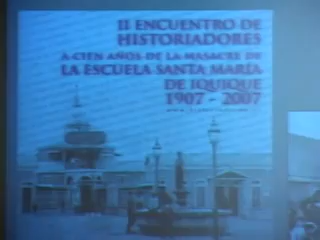 II ENCUENTRO DE
HISTORIADORES
A CIEN AÑOS DE LA MASACRE DE
LA ESCUELA SANTA MARÍA
DE IQUIQUE
1907 - 2007